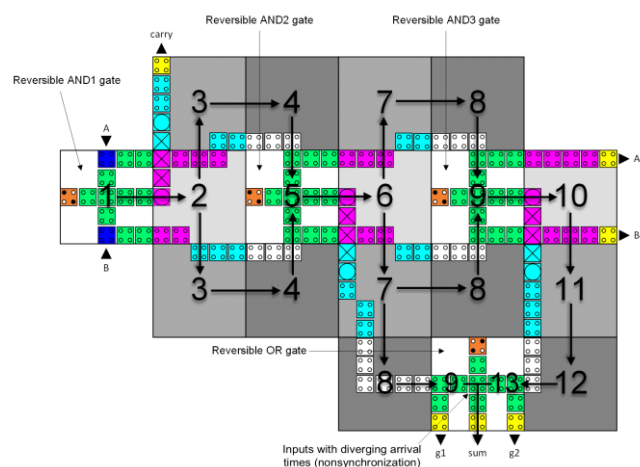 carry
Reversible AND2 gate
Reversible AND3 gate
Reversible AND1 gate
3 4 7 8
A
A
1 2 5 6 9 10
B
B
3 4 7 8 11
Reversible OR gate
8 9 13 12
Inputs with diverging arrival
times (nonsynchronization)
g1 sum g2